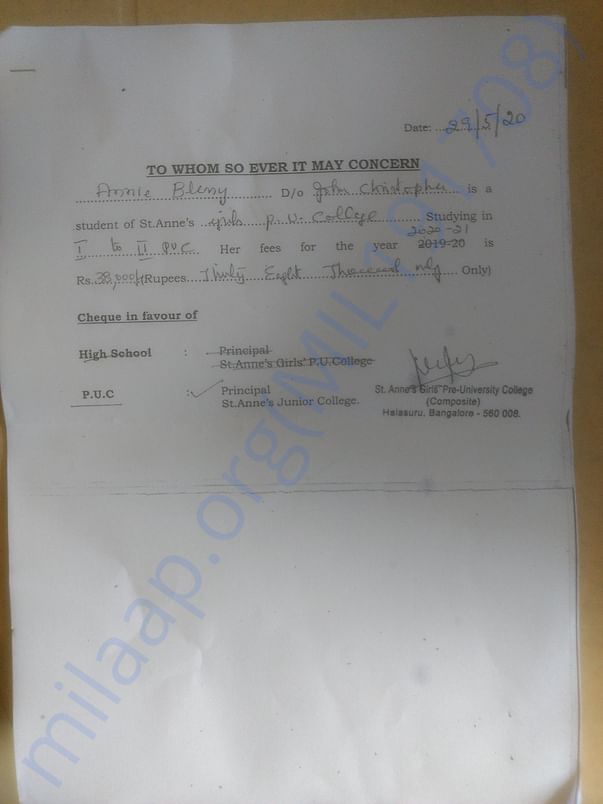 Date: 29/5/20
TO WHOM SO EVER IT MAY CONCERN
Annie Blessy D/o John Christopher is a
student of St.Anne's girls P.U. College Studying in
2020-21
I to II PUC Her fees for the year 2019-20 is
Rs. 38,000/-(Rupees Thirty Eight Thousand only Only)
Cheque in favour of
High School : Principal
St.Anne's Girls' P.U.College
P.U.C : Principal
St.Anne's Junior College.
St. Anne's Girls' Pre-University College
(Composite)
Halasuru, Bangalore - 560 008.
milaap.org(MIL191708)